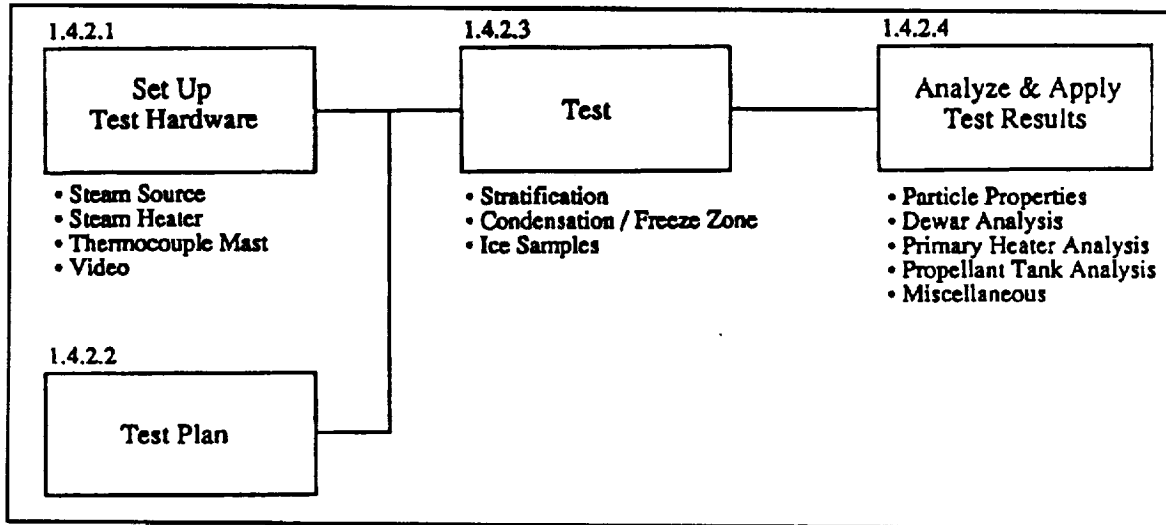 1.4.2.1
Set Up
Test Hardware
• Steam Source
• Steam Heater
• Thermocouple Mast
• Video
1.4.2.2
Test Plan
1.4.2.3
Test
• Stratification
• Condensation / Freeze Zone
• Ice Samples
1.4.2.4
Analyze & Apply
Test Results
• Particle Properties
• Dewar Analysis
• Primary Heater Analysis
• Propellant Tank Analysis
• Miscellaneous